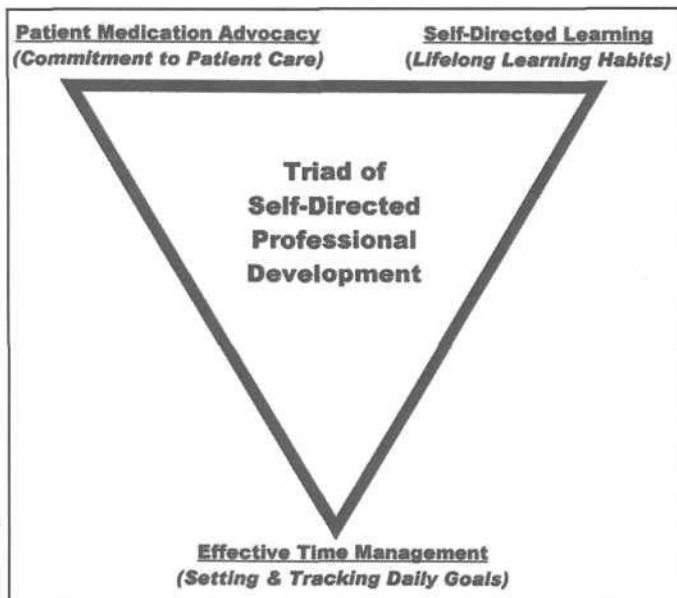 Patient Medication Advocacy
(Commitment to Patient Care)
Self-Directed Learning
(Lifelong Learning Habits)
Triad of
Self-Directed
Professional
Development
Effective Time Management
(Setting & Tracking Daily Goals)